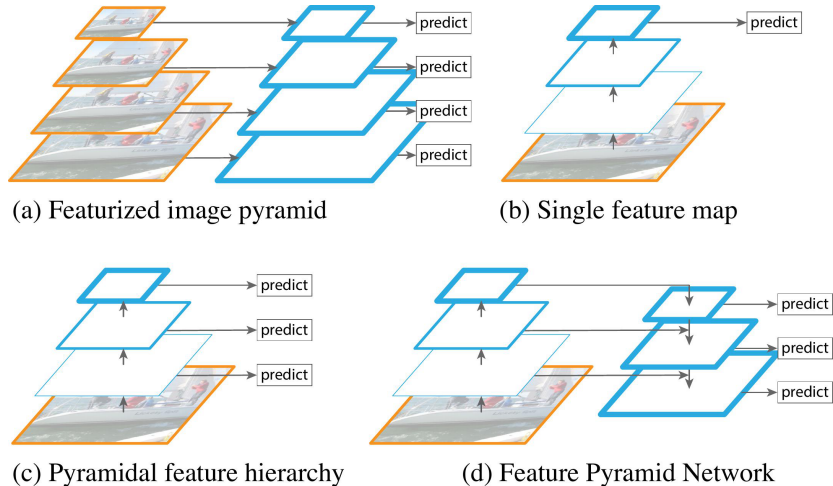 predict
predict
predict
predict
(a) Featurized image pyramid
predict
(b) Single feature map
predict
predict
predict
(c) Pyramidal feature hierarchy
predict
predict
predict
(d) Feature Pyramid Network